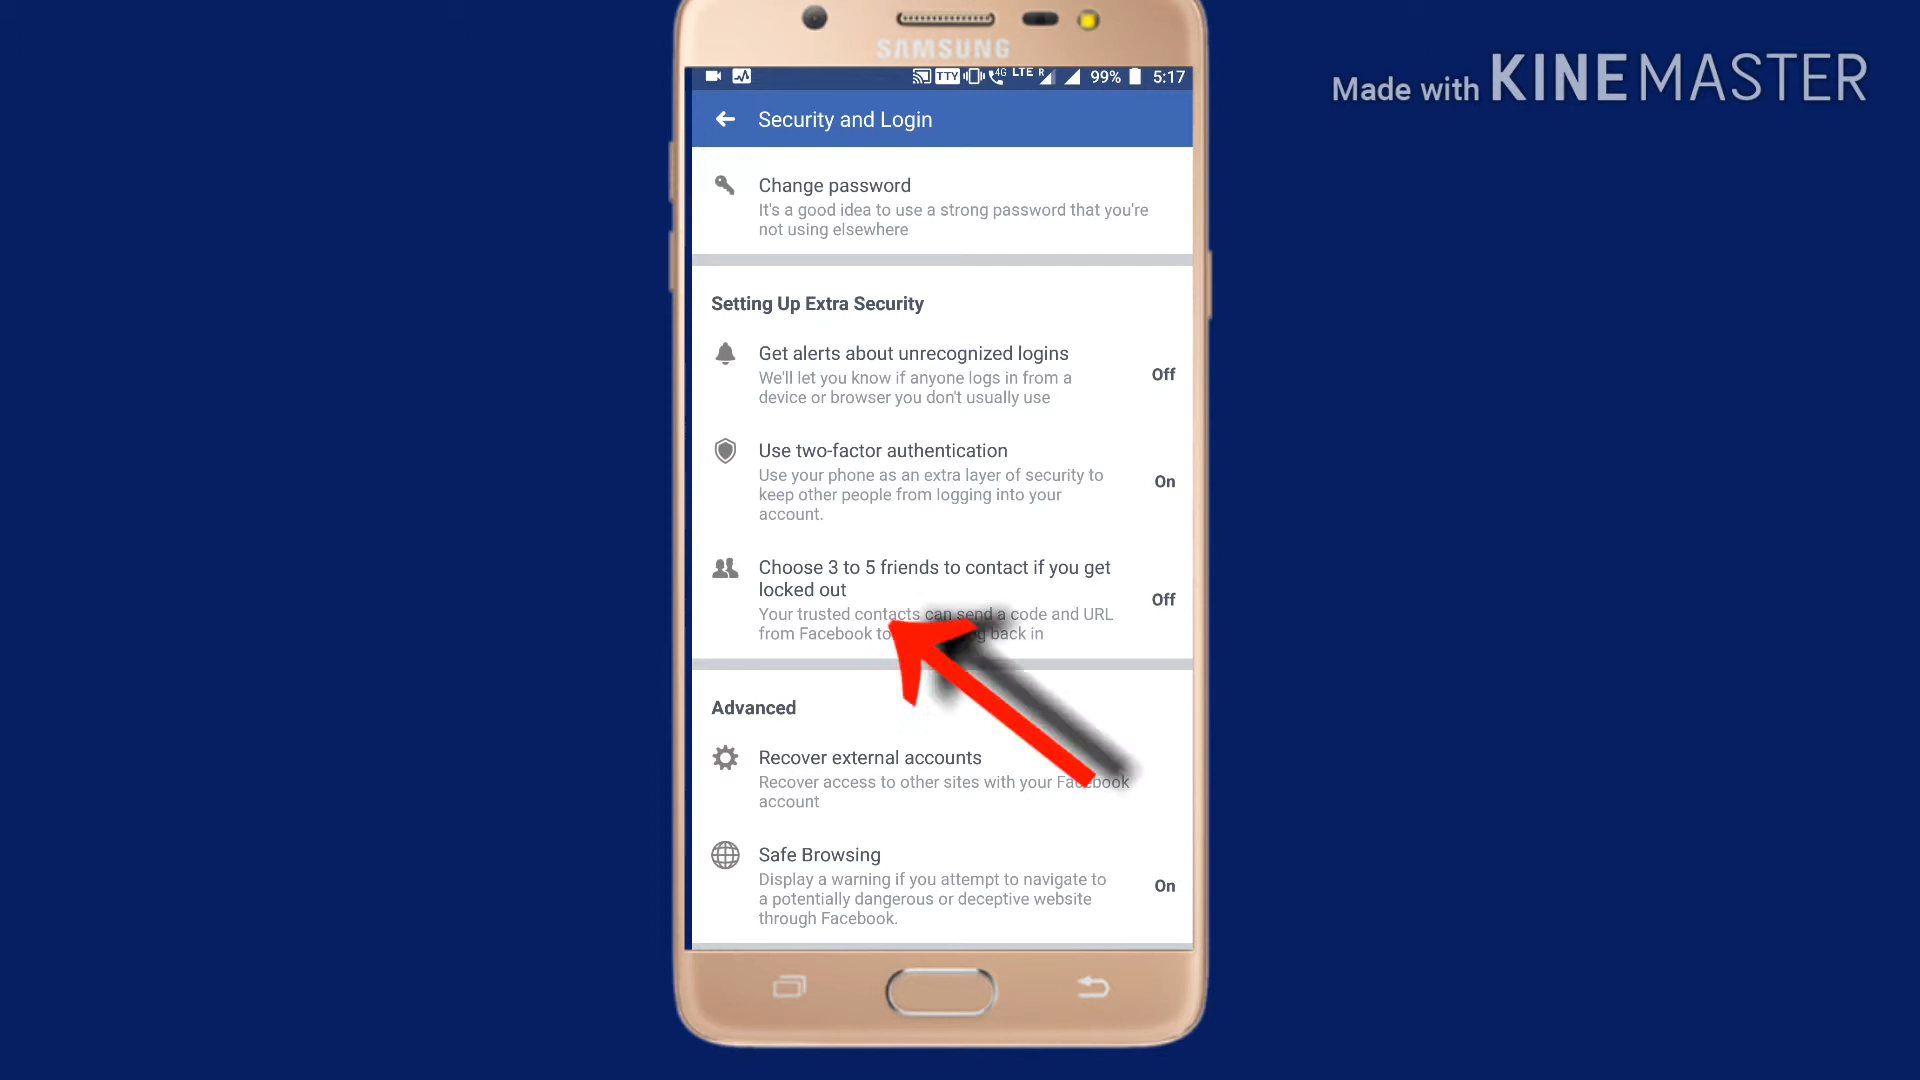 SAMSUNG
TTY 4G LTE R 99% 5:17
Made with KINEMASTER
Security and Login
Change password
It's a good idea to use a strong password that you're
not using elsewhere
Setting Up Extra Security
Get alerts about unrecognized logins
We'll let you know if anyone logs in from a
device or browser you don't usually use
Off
Use two-factor authentication
Use your phone as an extra layer of security to
keep other people from logging into your
account.
On
Choose 3 to 5 friends to contact if you get
locked out
Off
Your trusted contacts can send a code and URL
from Facebook to back in
Advanced
Recover external accounts
Recover access to other sites with your Facebook
account
Safe Browsing
Display a warning if you attempt to navigate to
a potentially dangerous or deceptive website
through Facebook.
On